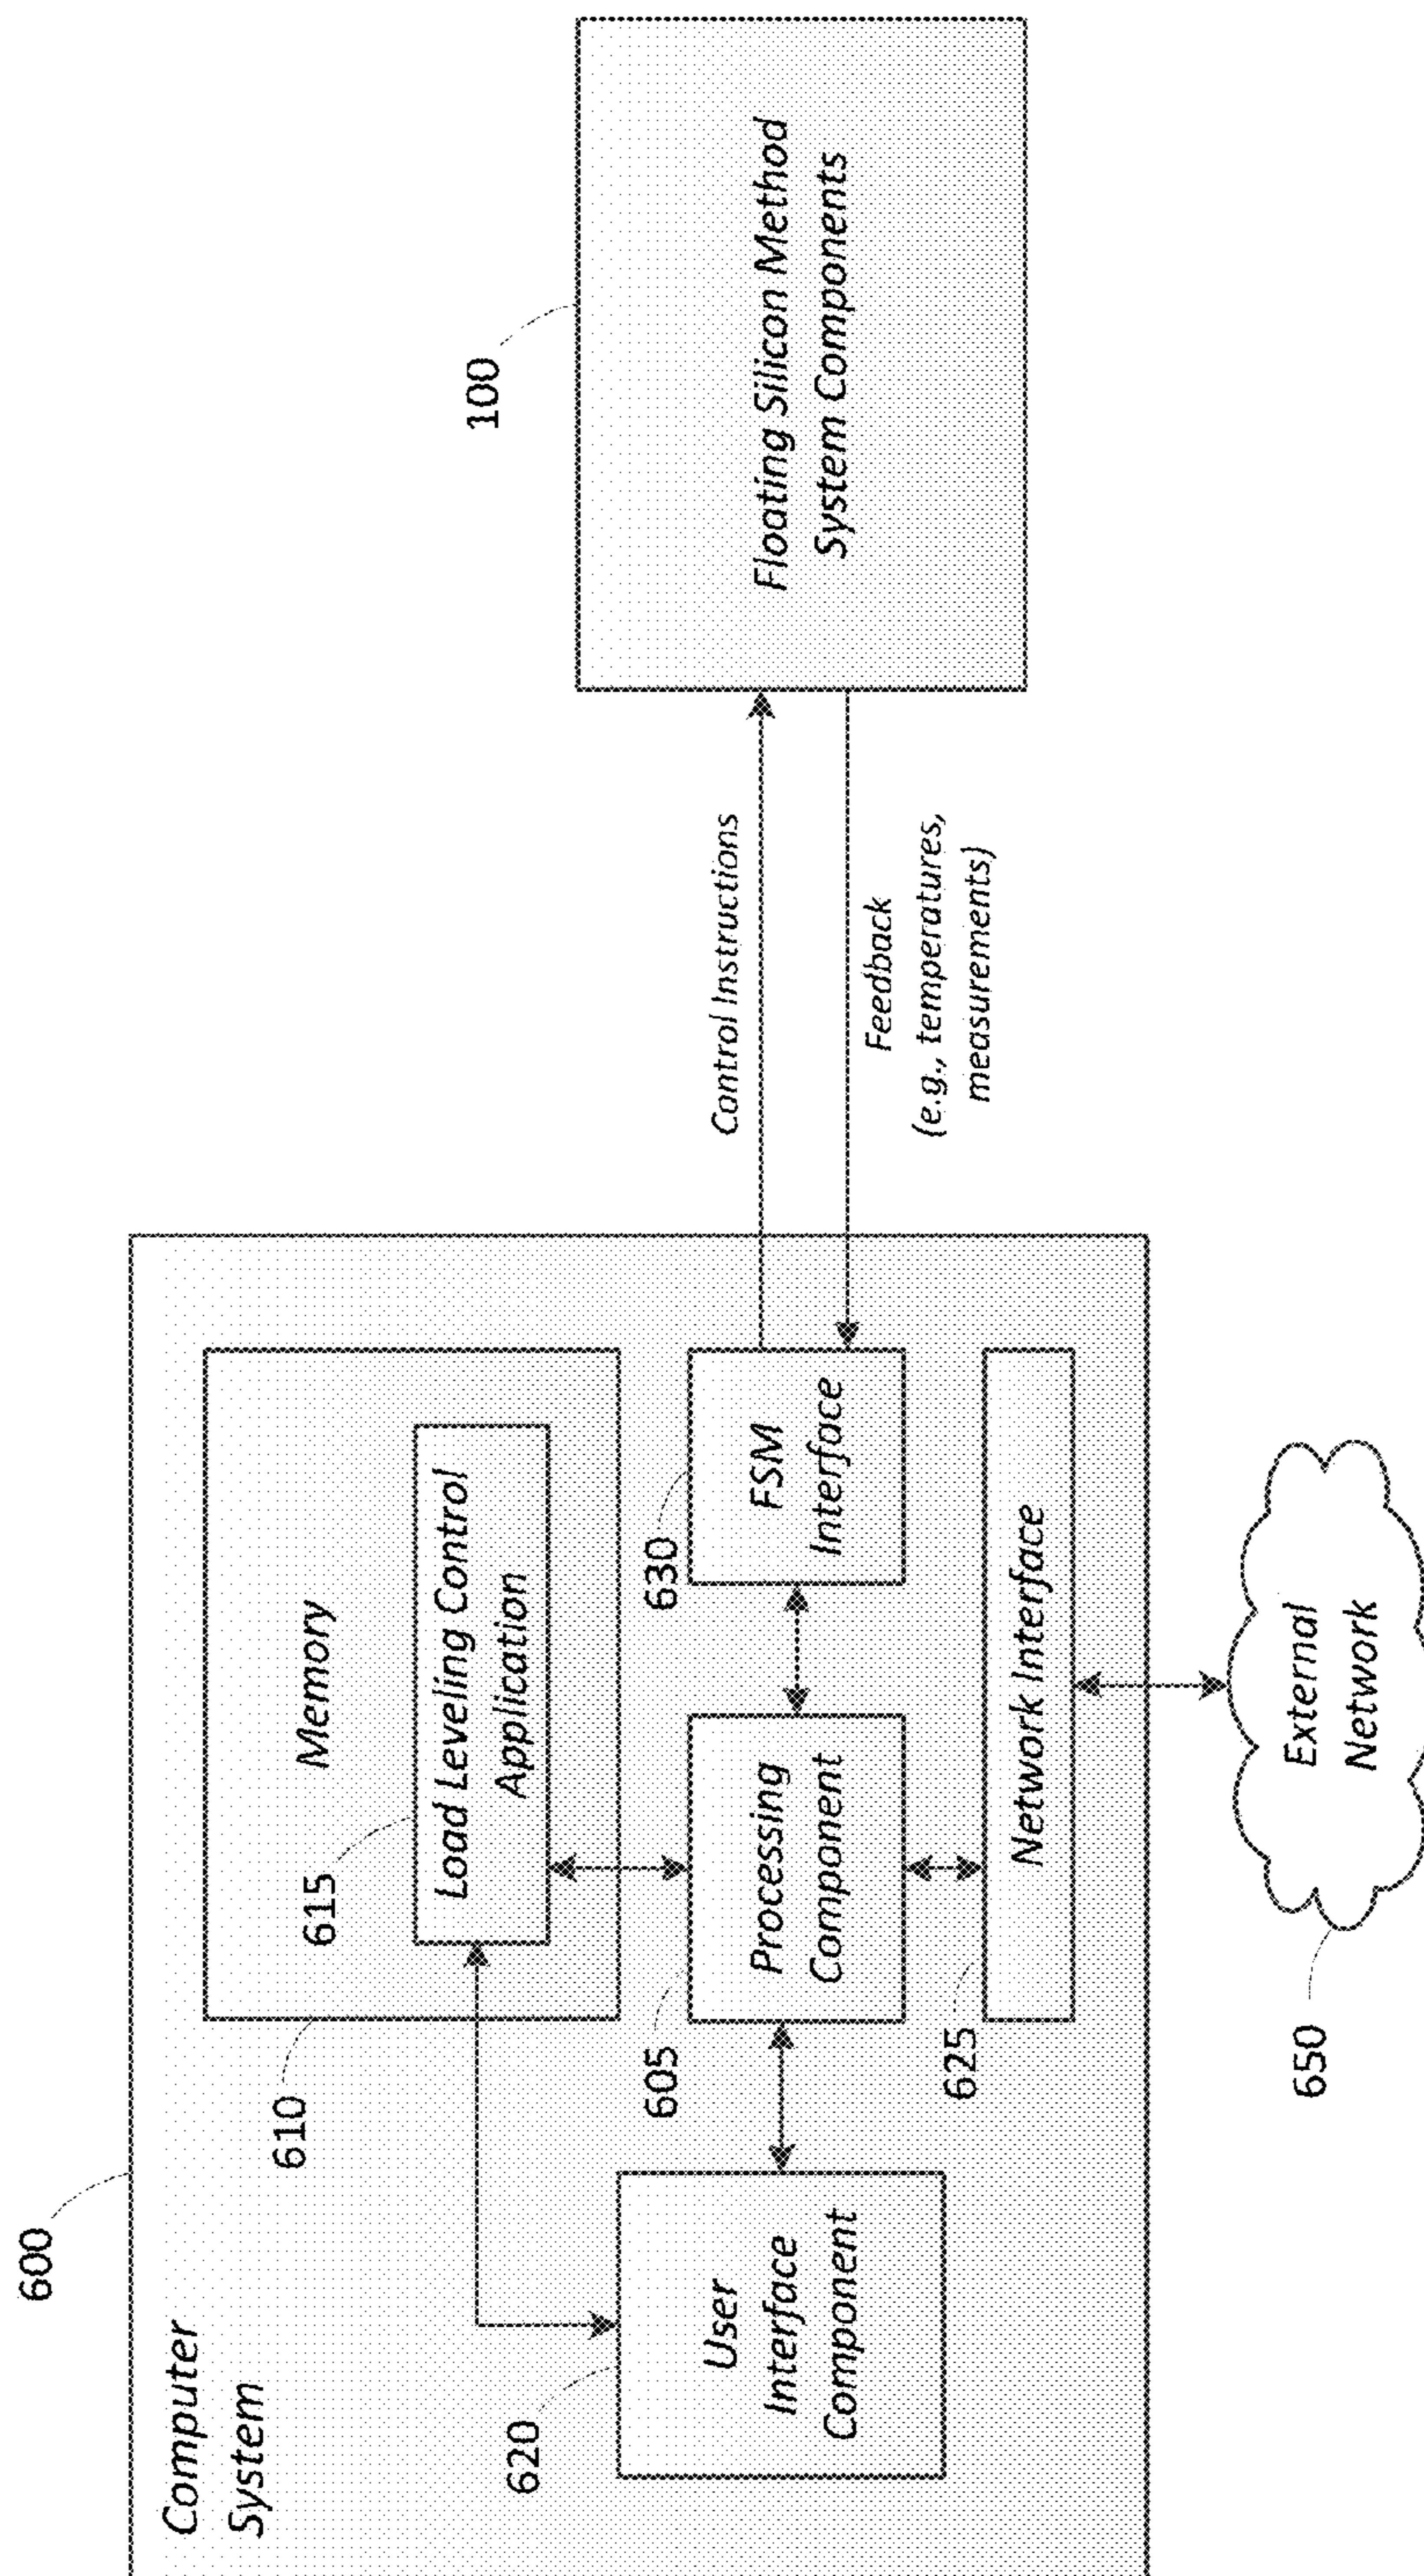 600
Computer
System
610
Memory
615
Load Leveling Control
Application
620
User
Interface
Component
605
Processing
Component
630
FSM
Interface
625
Network Interface
650
External
Network
Control Instructions
Feedback
(e.g., temperatures,
measurements)
100
Floating Silicon Method
System Components